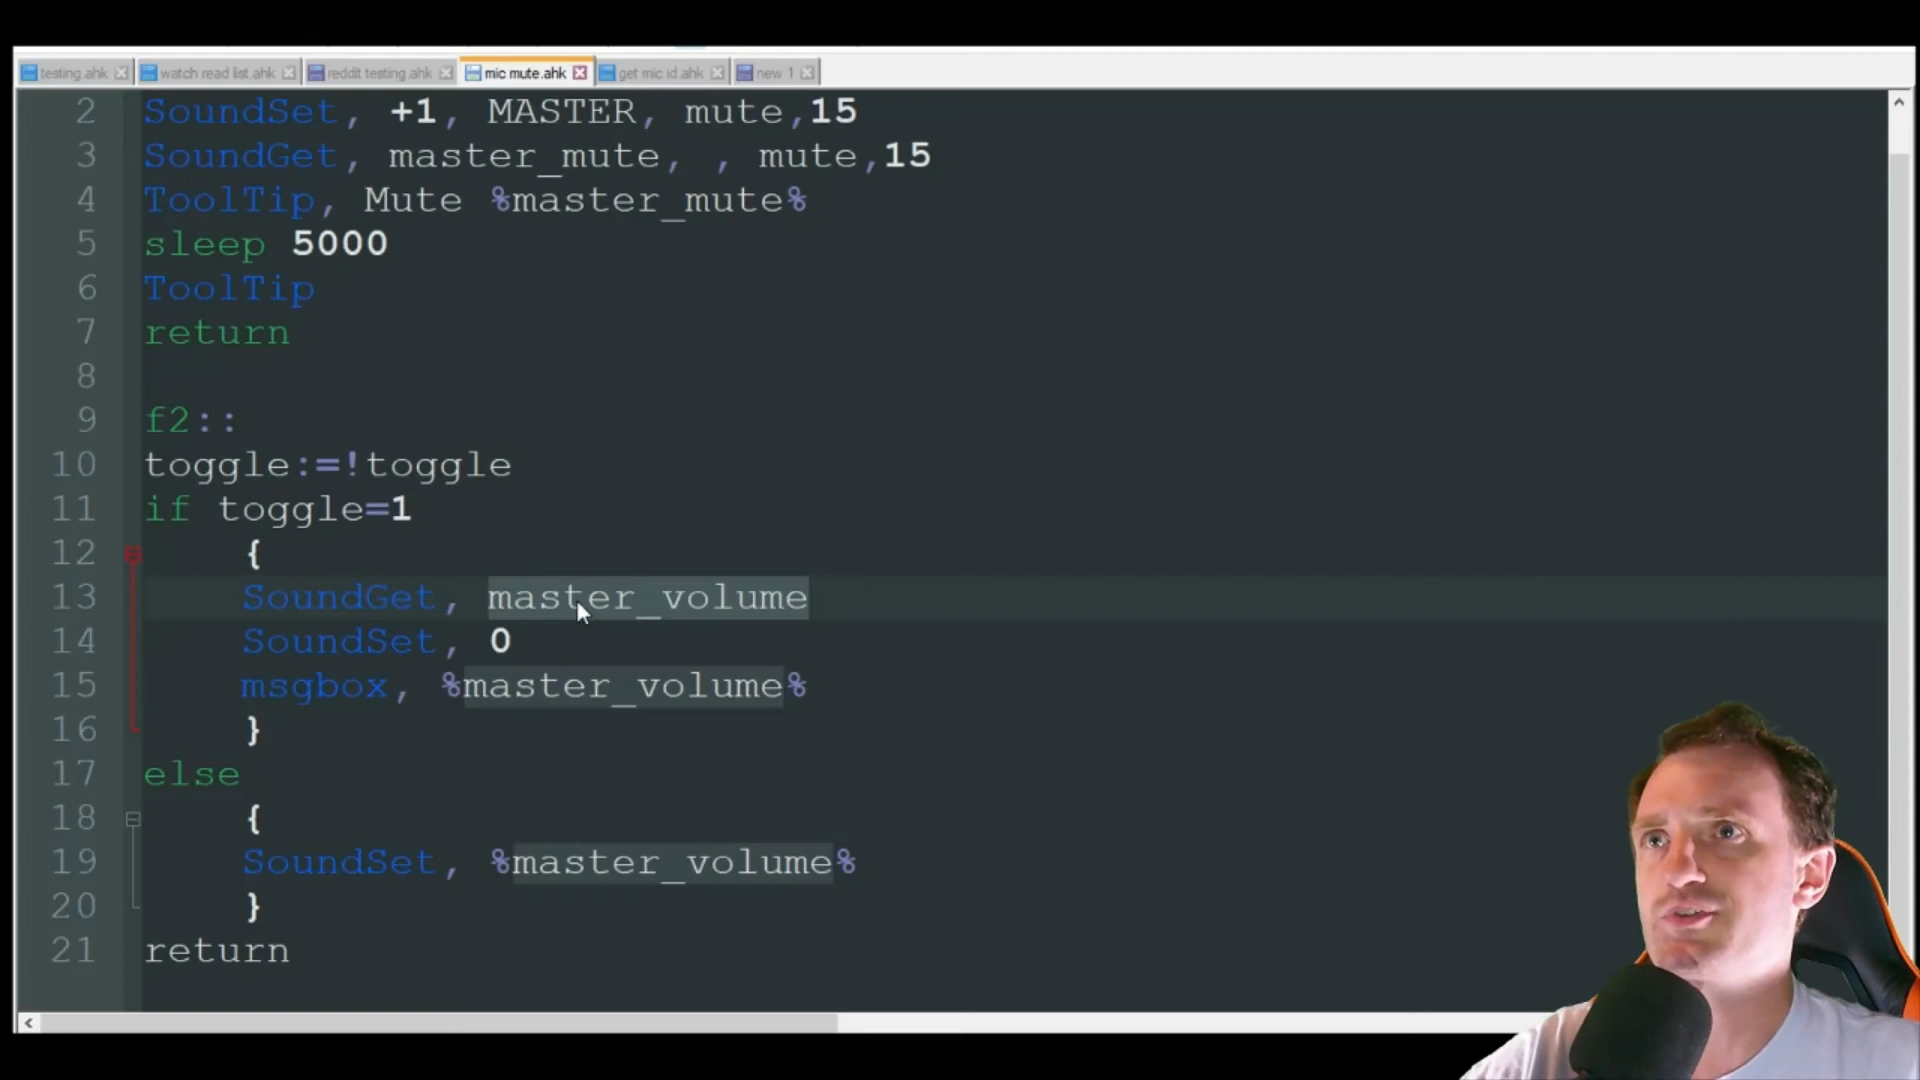 testing.ahk watch read list.ahk reddit testing.ahk mic mute.ahk get mic id.ahk new 1
2 SoundSet, +1, MASTER, mute,15
3 SoundGet, master_mute, , mute,15
4 ToolTip, Mute %master_mute%
5 sleep 5000
6 ToolTip
7 return
8
9 f2::
10 toggle:=!toggle
11 if toggle=1
12 {
13 SoundGet, master_volume
14 SoundSet, 0
15 msgbox, %master_volume%
16 }
17 else
18 {
19 SoundSet, %master_volume%
20 }
21 return